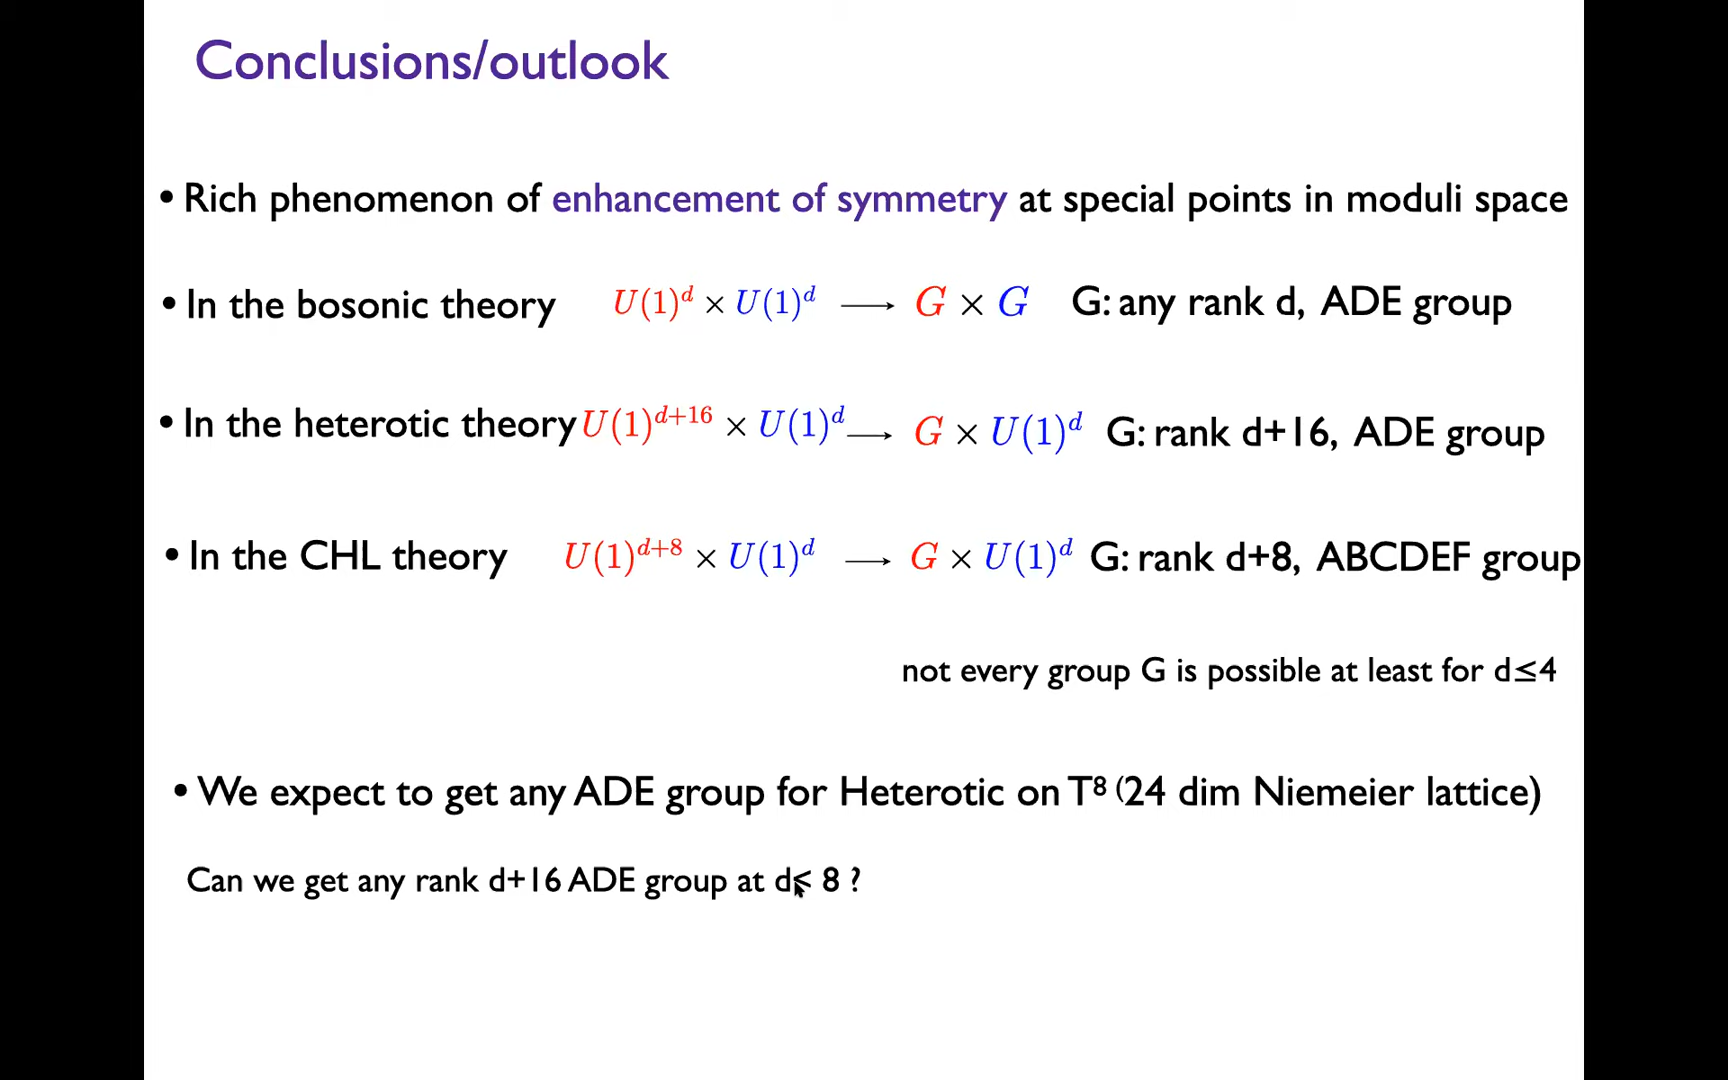 Conclusions/outlook
• Rich phenomenon of enhancement of symmetry at special points in moduli space
• In the bosonic theory U(1)^d × U(1)^d ⟶ G × G G: any rank d, ADE group
• In the heterotic theory U(1)^{d+16} × U(1)^d ⟶ G × U(1)^d G: rank d+16, ADE group
• In the CHL theory U(1)^{d+8} × U(1)^d ⟶ G × U(1)^d G: rank d+8, ABCDEF group
not every group G is possible at least for d≤4
• We expect to get any ADE group for Heterotic on T⁸ (24 dim Niemeier lattice)
Can we get any rank d+16 ADE group at d≤ 8 ?